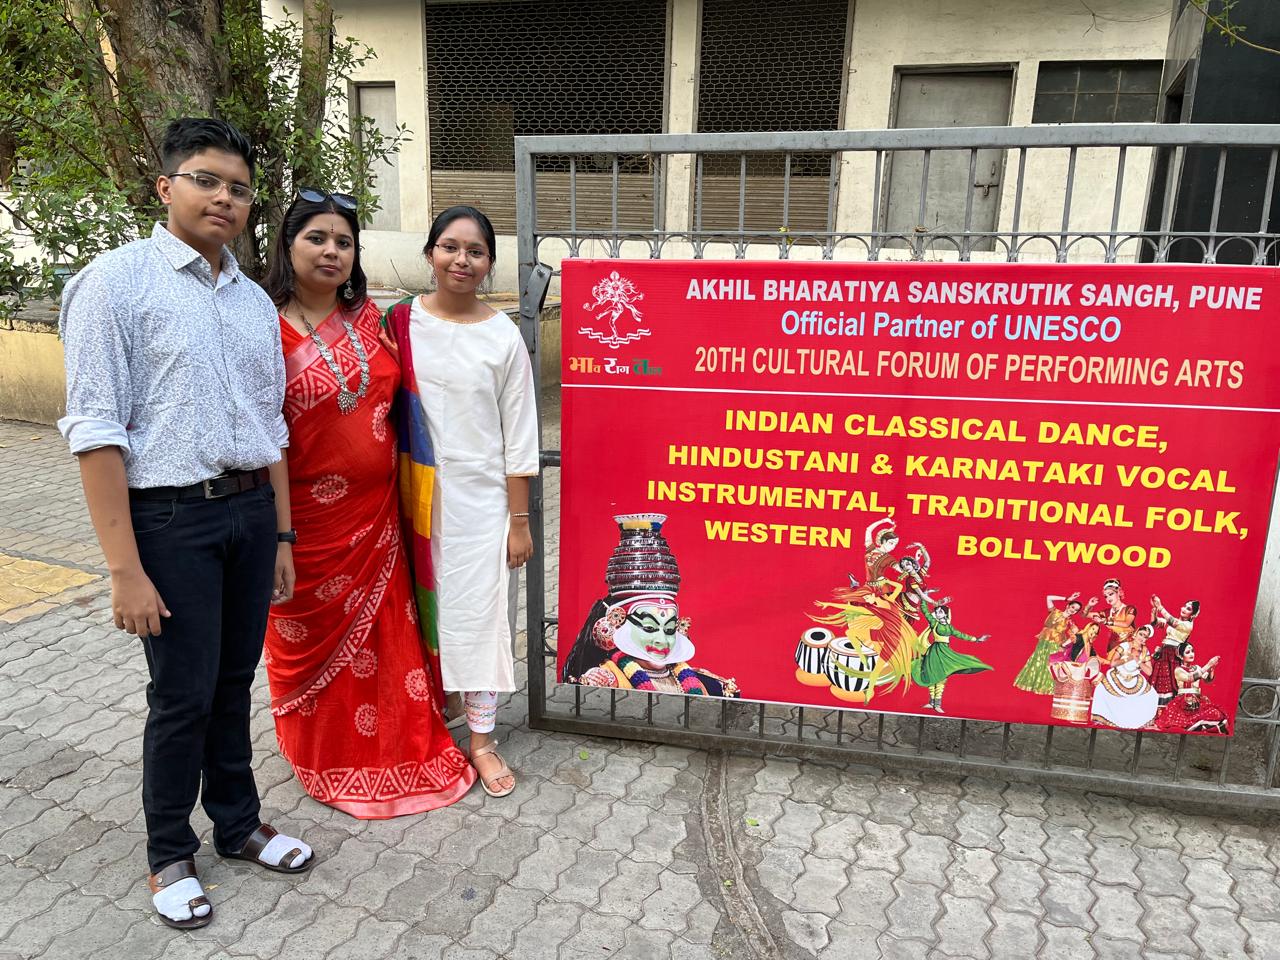 AKHIL BHARATIYA SANSKRUTIK SANGH, PUNE
Official Partner of UNESCO
भाव राग ताल
20TH CULTURAL FORUM OF PERFORMING ARTS
INDIAN CLASSICAL DANCE,
HINDUSTANI & KARNATAKI VOCAL
INSTRUMENTAL, TRADITIONAL FOLK,
WESTERN BOLLYWOOD